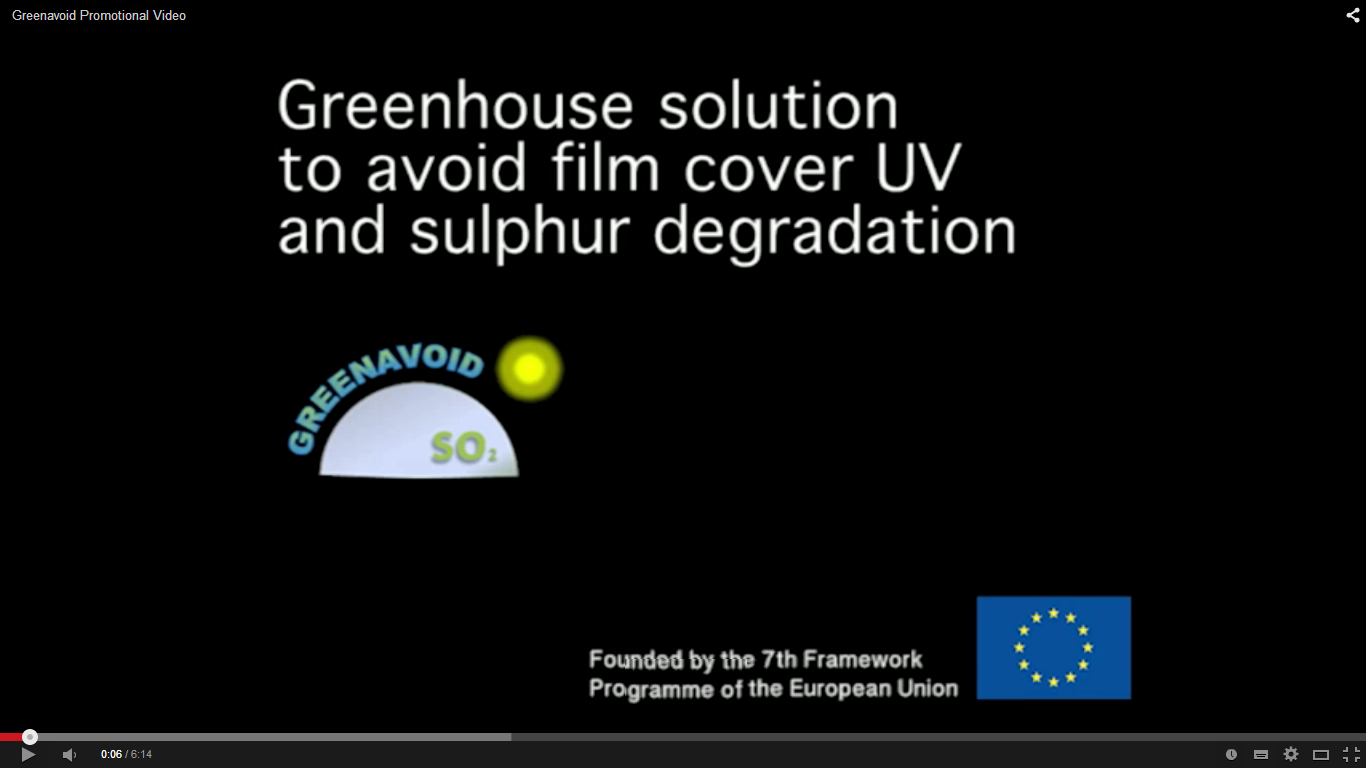 Greenavoid Promotional Video
Greenhouse solution
to avoid film cover UV
and sulphur degradation
GREENAVOID
SO₂
Founded by the 7th Framework
Programme of the European Union
0:06 / 6:14